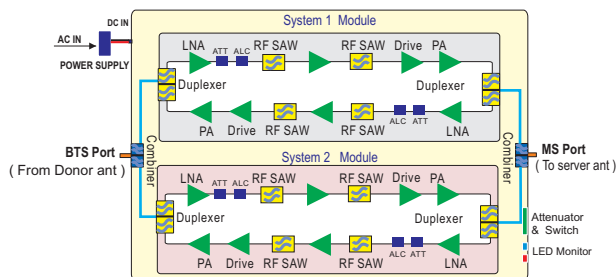 System 1 Module
DC IN
AC IN
POWER SUPPLY
LNA ATT ALC RF SAW RF SAW Drive PA
Duplexer Duplexer
PA Drive RF SAW RF SAW ALC ATT LNA
BTS Port
( From Donor ant )
Combiner
Combiner
MS Port
( To server ant )
System 2 Module
LNA ATT ALC RF SAW RF SAW Drive PA
Duplexer Duplexer
PA Drive RF SAW RF SAW ALC ATT LNA
Attenuator
& Switch
LED Monitor